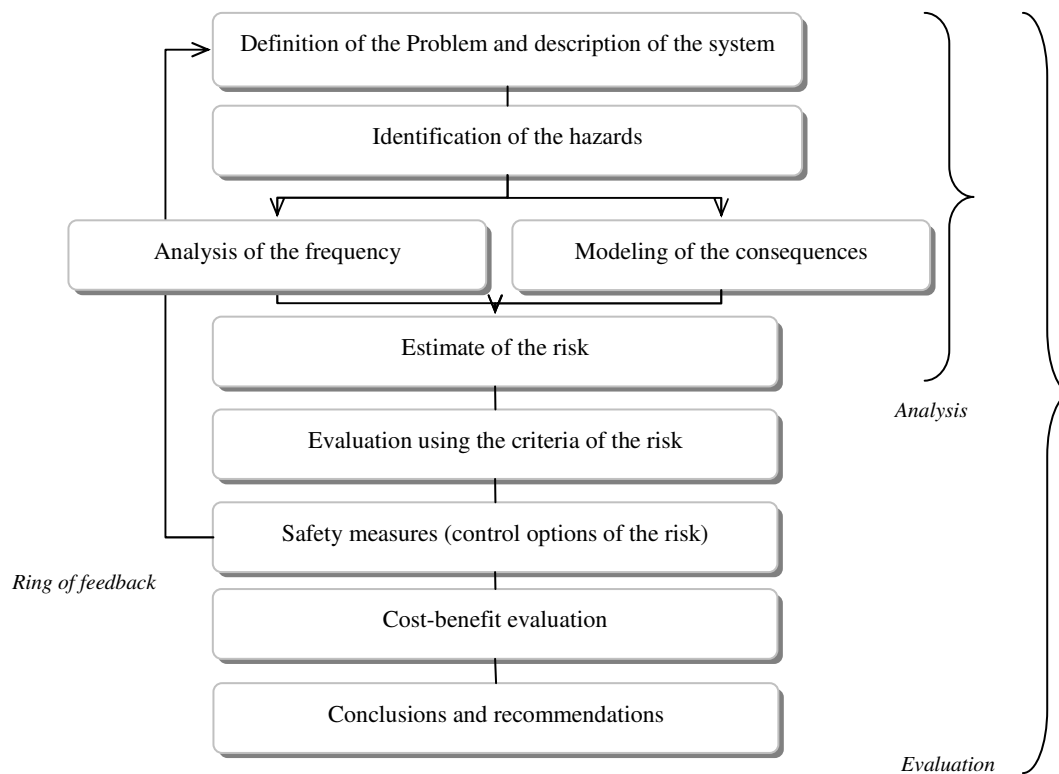 Definition of the Problem and description of the system
Identification of the hazards
Analysis of the frequency
Modeling of the consequences
Estimate of the risk
Analysis
Evaluation using the criteria of the risk
Safety measures (control options of the risk)
Ring of feedback
Cost-benefit evaluation
Conclusions and recommendations
Evaluation